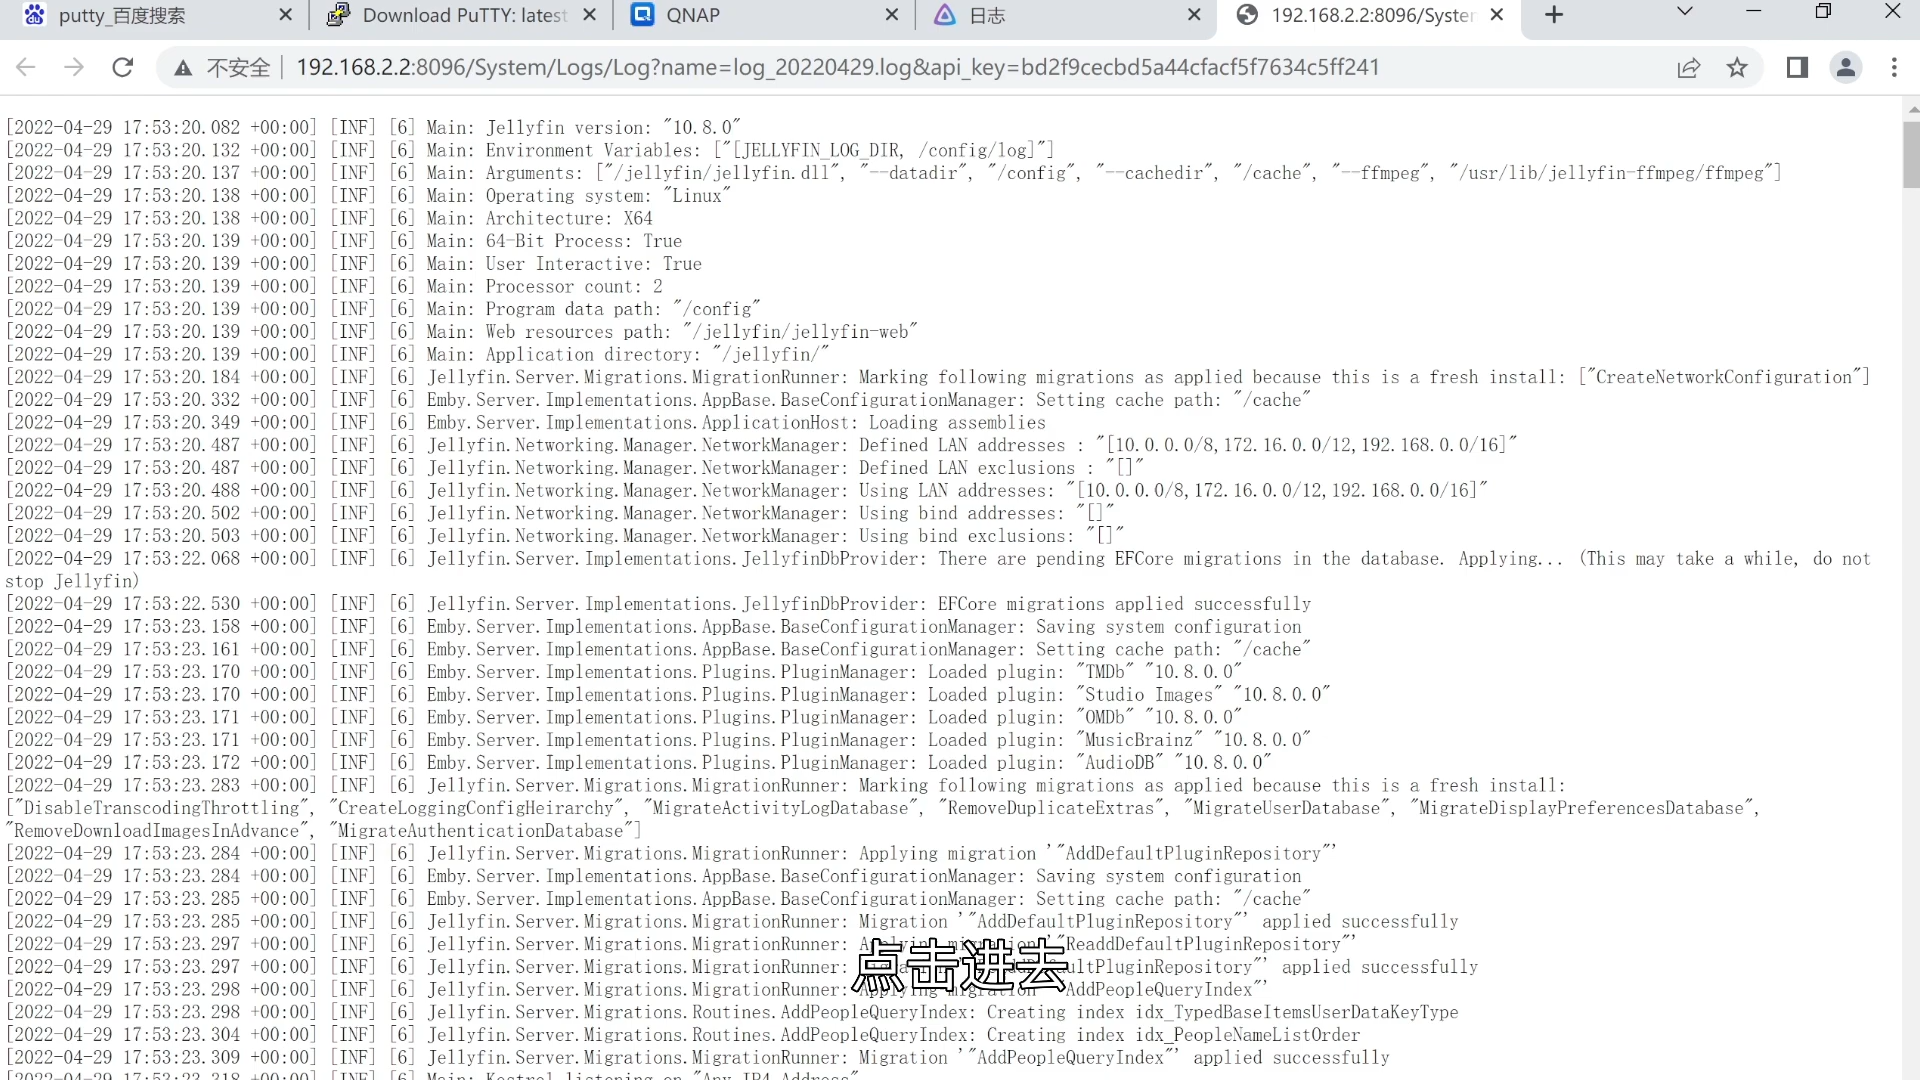 putty_百度搜索
Download PuTTY: latest
QNAP
日志
192.168.2.2:8096/System
不安全
192.168.2.2:8096/System/Logs/Log?name=log_20220429.log&api_key=bd2f9cecbd5a44cfacf5f7634c5ff241
[2022-04-29 17:53:20.082 +00:00] [INF] [6] Main: Jellyfin version: "10.8.0"
[2022-04-29 17:53:20.132 +00:00] [INF] [6] Main: Environment Variables: ["[JELLYFIN_LOG_DIR, /config/log]"]
[2022-04-29 17:53:20.137 +00:00] [INF] [6] Main: Arguments: ["/jellyfin/jellyfin.dll", "--datadir", "/config", "--cachedir", "/cache", "--ffmpeg", "/usr/lib/jellyfin-ffmpeg/ffmpeg"]
[2022-04-29 17:53:20.138 +00:00] [INF] [6] Main: Operating system: "Linux"
[2022-04-29 17:53:20.138 +00:00] [INF] [6] Main: Architecture: X64
[2022-04-29 17:53:20.139 +00:00] [INF] [6] Main: 64-Bit Process: True
[2022-04-29 17:53:20.139 +00:00] [INF] [6] Main: User Interactive: True
[2022-04-29 17:53:20.139 +00:00] [INF] [6] Main: Processor count: 2
[2022-04-29 17:53:20.139 +00:00] [INF] [6] Main: Program data path: "/config"
[2022-04-29 17:53:20.139 +00:00] [INF] [6] Main: Web resources path: "/jellyfin/jellyfin-web"
[2022-04-29 17:53:20.139 +00:00] [INF] [6] Main: Application directory: "/jellyfin/"
[2022-04-29 17:53:20.184 +00:00] [INF] [6] Jellyfin.Server.Migrations.MigrationRunner: Marking following migrations as applied because this is a fresh install: ["CreateNetworkConfiguration"]
[2022-04-29 17:53:20.332 +00:00] [INF] [6] Emby.Server.Implementations.AppBase.BaseConfigurationManager: Setting cache path: "/cache"
[2022-04-29 17:53:20.349 +00:00] [INF] [6] Emby.Server.Implementations.ApplicationHost: Loading assemblies
[2022-04-29 17:53:20.487 +00:00] [INF] [6] Jellyfin.Networking.Manager.NetworkManager: Defined LAN addresses : "[10.0.0.0/8,172.16.0.0/12,192.168.0.0/16]"
[2022-04-29 17:53:20.487 +00:00] [INF] [6] Jellyfin.Networking.Manager.NetworkManager: Defined LAN exclusions : "[]"
[2022-04-29 17:53:20.488 +00:00] [INF] [6] Jellyfin.Networking.Manager.NetworkManager: Using LAN addresses: "[10.0.0.0/8,172.16.0.0/12,192.168.0.0/16]"
[2022-04-29 17:53:20.502 +00:00] [INF] [6] Jellyfin.Networking.Manager.NetworkManager: Using bind addresses: "[]"
[2022-04-29 17:53:20.503 +00:00] [INF] [6] Jellyfin.Networking.Manager.NetworkManager: Using bind exclusions: "[]"
[2022-04-29 17:53:22.068 +00:00] [INF] [6] Jellyfin.Server.Implementations.JellyfinDbProvider: There are pending EFCore migrations in the database. Applying... (This may take a while, do not
stop Jellyfin)
[2022-04-29 17:53:22.530 +00:00] [INF] [6] Jellyfin.Server.Implementations.JellyfinDbProvider: EFCore migrations applied successfully
[2022-04-29 17:53:23.158 +00:00] [INF] [6] Emby.Server.Implementations.AppBase.BaseConfigurationManager: Saving system configuration
[2022-04-29 17:53:23.161 +00:00] [INF] [6] Emby.Server.Implementations.AppBase.BaseConfigurationManager: Setting cache path: "/cache"
[2022-04-29 17:53:23.170 +00:00] [INF] [6] Emby.Server.Implementations.Plugins.PluginManager: Loaded plugin: "TMDb" "10.8.0.0"
[2022-04-29 17:53:23.170 +00:00] [INF] [6] Emby.Server.Implementations.Plugins.PluginManager: Loaded plugin: "Studio Images" "10.8.0.0"
[2022-04-29 17:53:23.171 +00:00] [INF] [6] Emby.Server.Implementations.Plugins.PluginManager: Loaded plugin: "OMDb" "10.8.0.0"
[2022-04-29 17:53:23.171 +00:00] [INF] [6] Emby.Server.Implementations.Plugins.PluginManager: Loaded plugin: "MusicBrainz" "10.8.0.0"
[2022-04-29 17:53:23.172 +00:00] [INF] [6] Emby.Server.Implementations.Plugins.PluginManager: Loaded plugin: "AudioDB" "10.8.0.0"
[2022-04-29 17:53:23.283 +00:00] [INF] [6] Jellyfin.Server.Migrations.MigrationRunner: Marking following migrations as applied because this is a fresh install:
["DisableTranscodingThrottling", "CreateLoggingConfigHeirarchy", "MigrateActivityLogDatabase", "RemoveDuplicateExtras", "MigrateUserDatabase", "MigrateDisplayPreferencesDatabase",
"RemoveDownloadImagesInAdvance", "MigrateAuthenticationDatabase"]
[2022-04-29 17:53:23.284 +00:00] [INF] [6] Jellyfin.Server.Migrations.MigrationRunner: Applying migration '"AddDefaultPluginRepository"'
[2022-04-29 17:53:23.284 +00:00] [INF] [6] Emby.Server.Implementations.AppBase.BaseConfigurationManager: Saving system configuration
[2022-04-29 17:53:23.285 +00:00] [INF] [6] Emby.Server.Implementations.AppBase.BaseConfigurationManager: Setting cache path: "/cache"
[2022-04-29 17:53:23.285 +00:00] [INF] [6] Jellyfin.Server.Migrations.MigrationRunner: Migration '"AddDefaultPluginRepository"' applied successfully
[2022-04-29 17:53:23.297 +00:00] [INF] [6] Jellyfin.Server.Migrations.MigrationRunner: Applying migration '"ReaddDefaultPluginRepository"'
[2022-04-29 17:53:23.297 +00:00] [INF] [6] Jellyfin.Server.Migrations.MigrationRunner: Migration '"ReaddDefaultPluginRepository"' applied successfully
[2022-04-29 17:53:23.298 +00:00] [INF] [6] Jellyfin.Server.Migrations.MigrationRunner: Applying migration '"AddPeopleQueryIndex"'
点击进去
[2022-04-29 17:53:23.298 +00:00] [INF] [6] Jellyfin.Server.Migrations.Routines.AddPeopleQueryIndex: Creating index idx_TypedBaseItemsUserDataKeyType
[2022-04-29 17:53:23.304 +00:00] [INF] [6] Jellyfin.Server.Migrations.Routines.AddPeopleQueryIndex: Creating index idx_PeopleNameListOrder
[2022-04-29 17:53:23.309 +00:00] [INF] [6] Jellyfin.Server.Migrations.MigrationRunner: Migration '"AddPeopleQueryIndex"' applied successfully
[2022-04-29 17:53:23.318 +00:00] [INF] [6] Main: Kestrel listening on "Any IP4 Address"